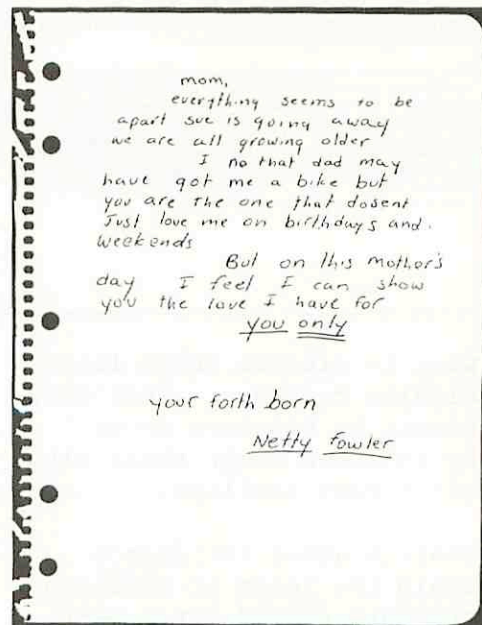 mom,
everything seems to be
apart sue is going away
we are all growing older
I no that dad may
have got me a bike but
you are the one that dosent
Just love me on birthdays and.
weekends
But on this mother's
day I feel I can show
you the love I have for
you only
your forth born
Netty Fowler